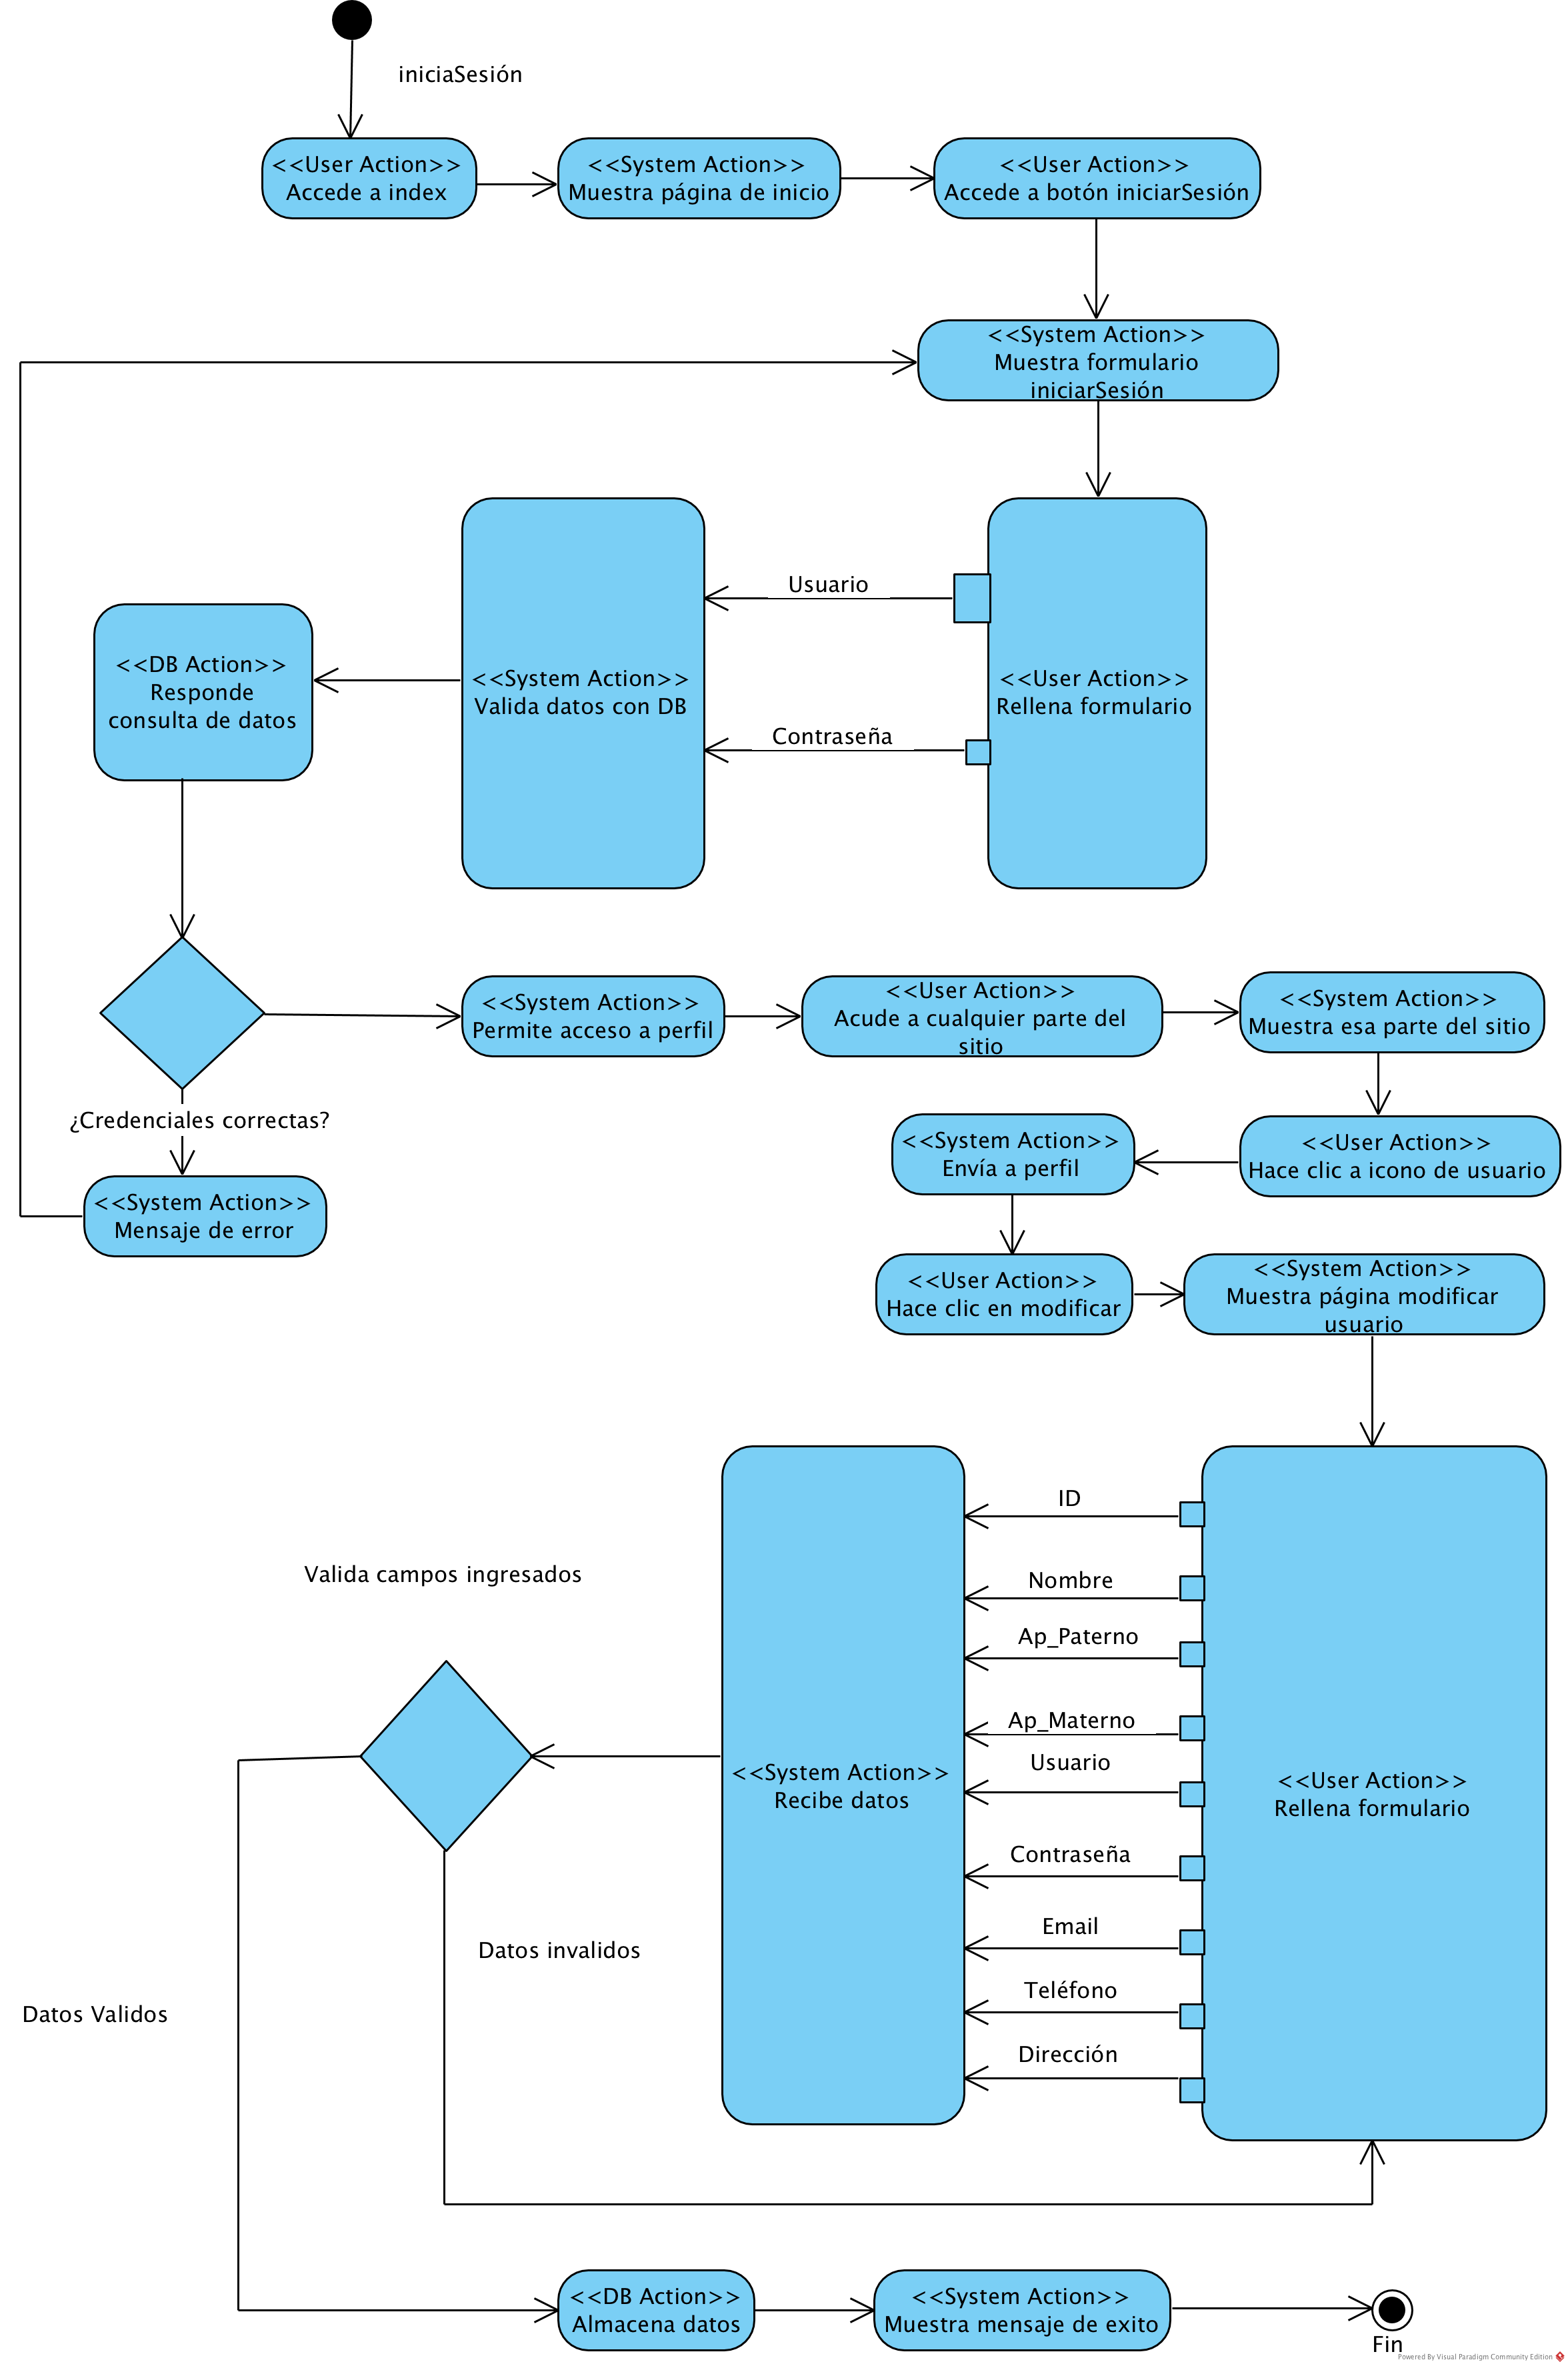 iniciaSesión
<<User Action>>
Accede a index
<<System Action>>
Muestra página de inicio
<<User Action>>
Accede a botón iniciarSesión
<<System Action>>
Muestra formulario
iniciarSesión
Usuario
Contraseña
<<User Action>>
Rellena formulario
<<System Action>>
Valida datos con DB
<<DB Action>>
Responde
consulta de datos
¿Credenciales correctas?
<<System Action>>
Mensaje de error
<<System Action>>
Permite acceso a perfil
<<User Action>>
Acude a cualquier parte del
sitio
<<System Action>>
Muestra esa parte del sitio
<<User Action>>
Hace clic a icono de usuario
<<System Action>>
Envía a perfil
<<User Action>>
Hace clic en modificar
<<System Action>>
Muestra página modificar
usuario
<<User Action>>
Rellena formulario
ID
Nombre
Ap_Paterno
Ap_Materno
Usuario
Contraseña
Email
Teléfono
Dirección
<<System Action>>
Recibe datos
Valida campos ingresados
Datos invalidos
Datos Validos
<<DB Action>>
Almacena datos
<<System Action>>
Muestra mensaje de exito
Fin
Powered By Visual Paradigm Community Edition